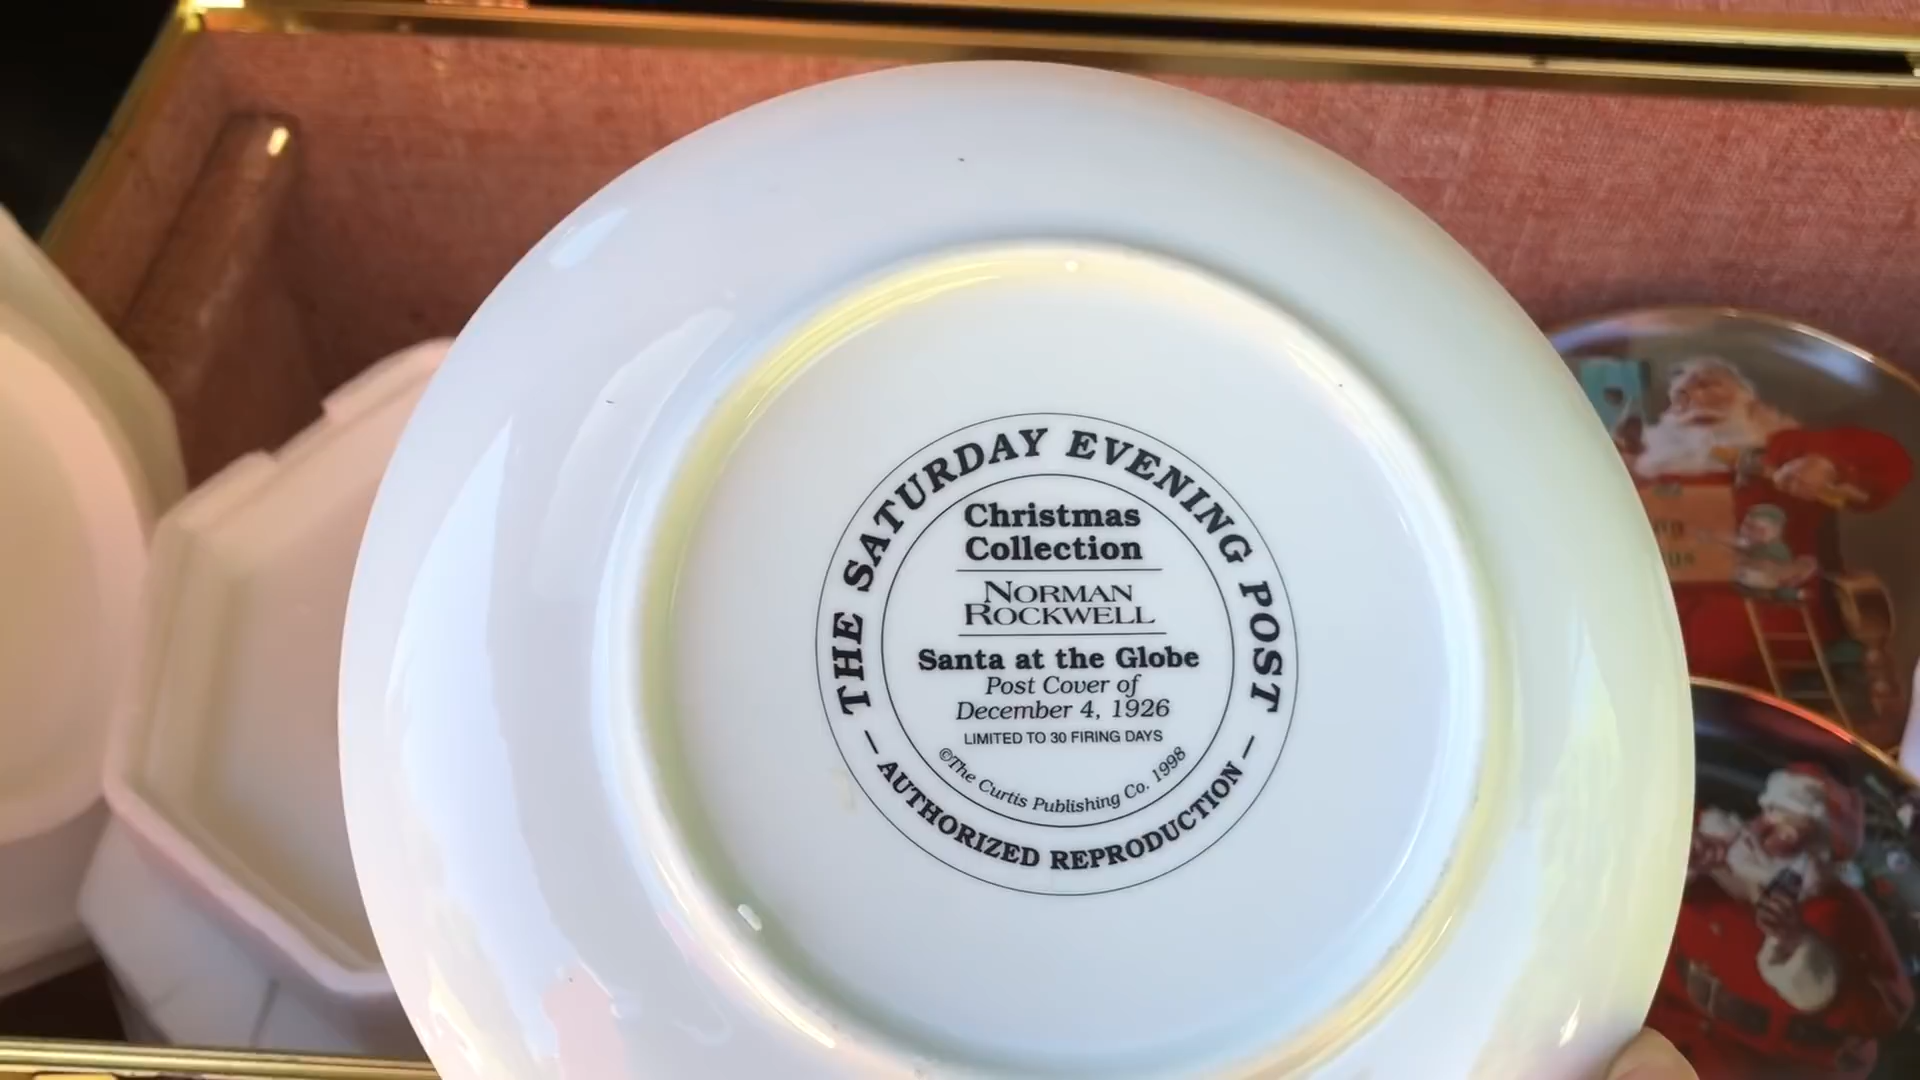 THE SATURDAY EVENING POST
Christmas
Collection
NORMAN
ROCKWELL
Santa at the Globe
Post Cover of
December 4, 1926
LIMITED TO 30 FIRING DAYS
©The Curtis Publishing Co. 1998
— AUTHORIZED REPRODUCTION —